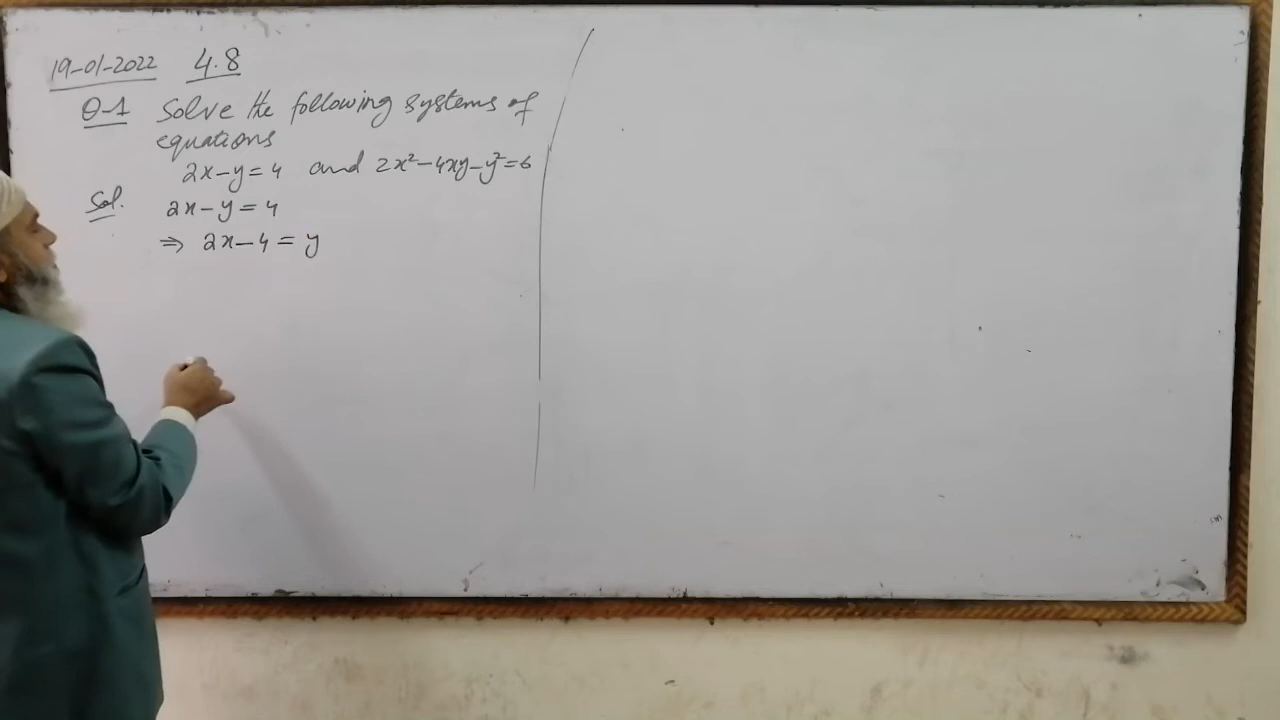 19-01-2022 4.8
Q-1 Solve the following systems of
equations
2x-y=4 and 2x²-4xy-y²=6
Sol. 2x-y=4
⇒ 2x-4=y